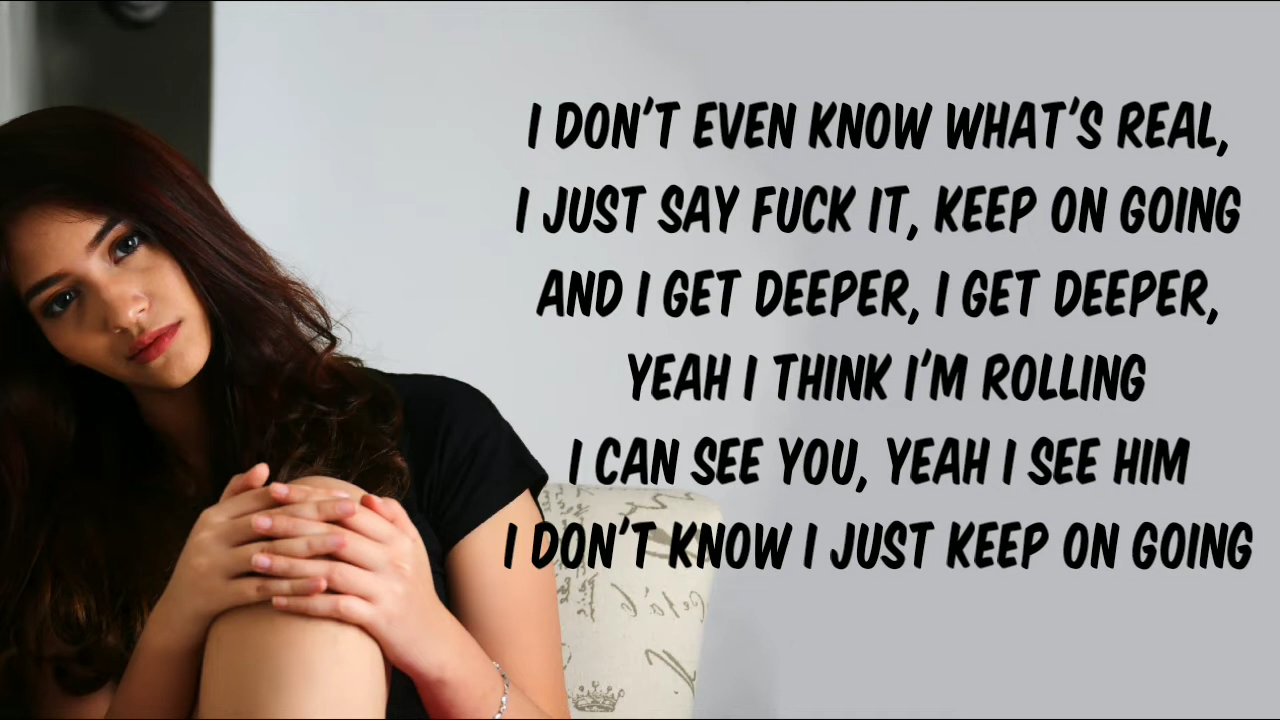 I DON'T EVEN KNOW WHAT'S REAL,
I JUST SAY FUCK IT, KEEP ON GOING
AND I GET DEEPER, I GET DEEPER,
YEAH I THINK I'M ROLLING
I CAN SEE YOU, YEAH I SEE HIM
I DON'T KNOW I JUST KEEP ON GOING